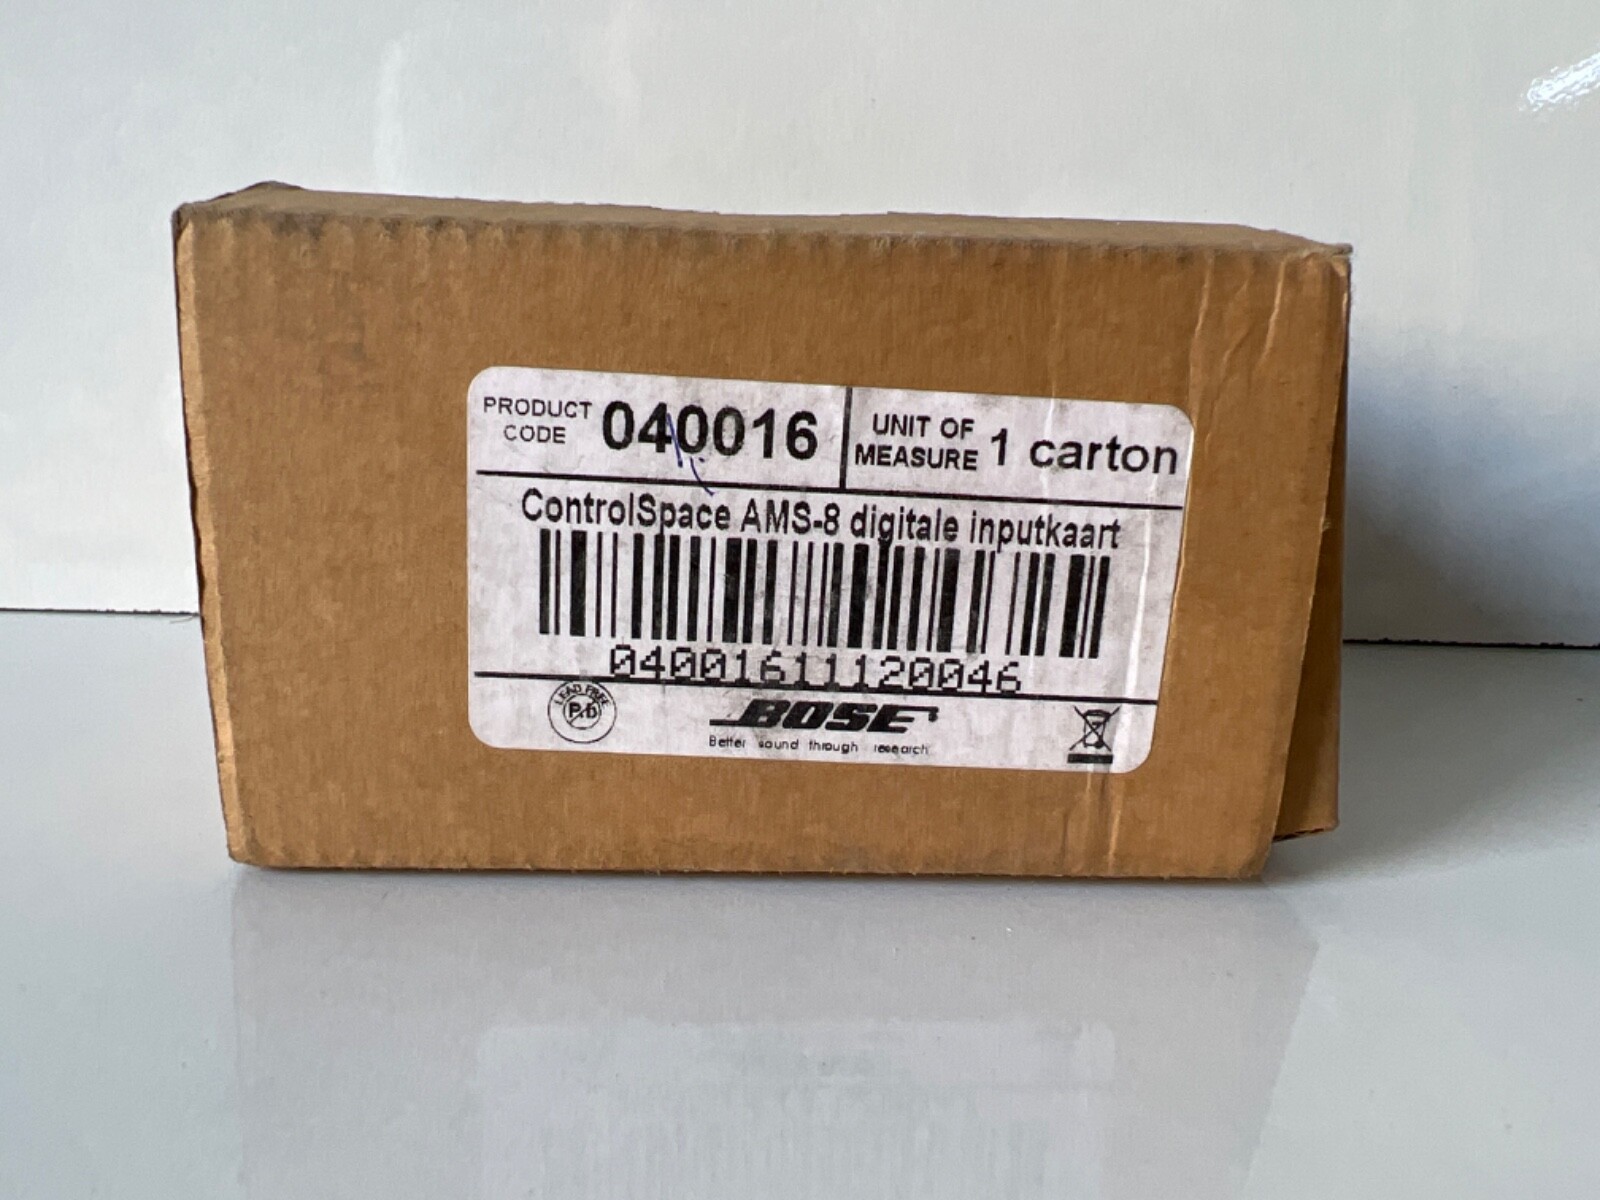 PRODUCT CODE 040016
UNIT OF MEASURE 1 carton
ControlSpace AMS-8 digitale inputkaart
04001611120046
LEAD FREE
Pb
BOSE
Better sound through research